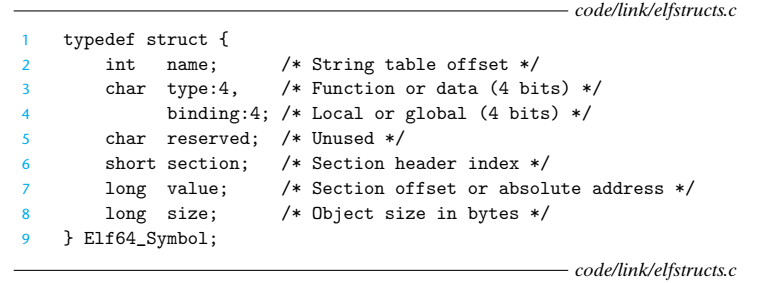 code/link/elfstructs.c
1 typedef struct {
2 int name; /* String table offset */
3 char type:4, /* Function or data (4 bits) */
4 binding:4; /* Local or global (4 bits) */
5 char reserved; /* Unused */
6 short section; /* Section header index */
7 long value; /* Section offset or absolute address */
8 long size; /* Object size in bytes */
9 } Elf64_Symbol;
code/link/elfstructs.c